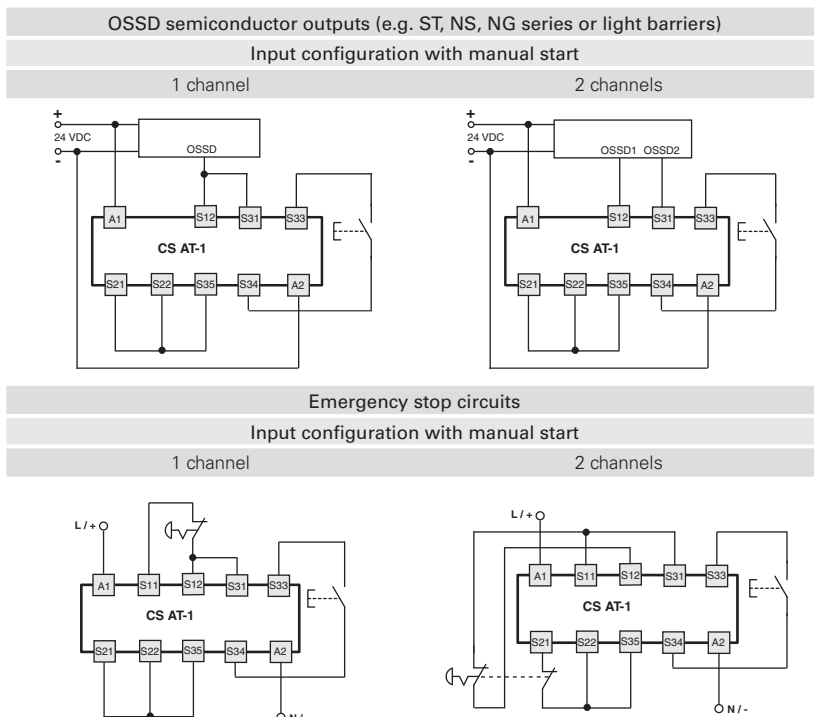 OSSD semiconductor outputs (e.g. ST, NS, NG series or light barriers)
Input configuration with manual start
1 channel 2 channels
+
24 VDC
-
OSSD
A1 S12 S31 S33
CS AT-1
S21 S22 S35 S34 A2
+
24 VDC
-
OSSD1 OSSD2
A1 S12 S31 S33
CS AT-1
S21 S22 S35 S34 A2
Emergency stop circuits
Input configuration with manual start
1 channel 2 channels
L / +
A1 S11 S12 S31 S33
CS AT-1
S21 S22 S35 S34 A2
N /
L / +
A1 S11 S12 S31 S33
CS AT-1
S21 S22 S35 S34 A2
N / -